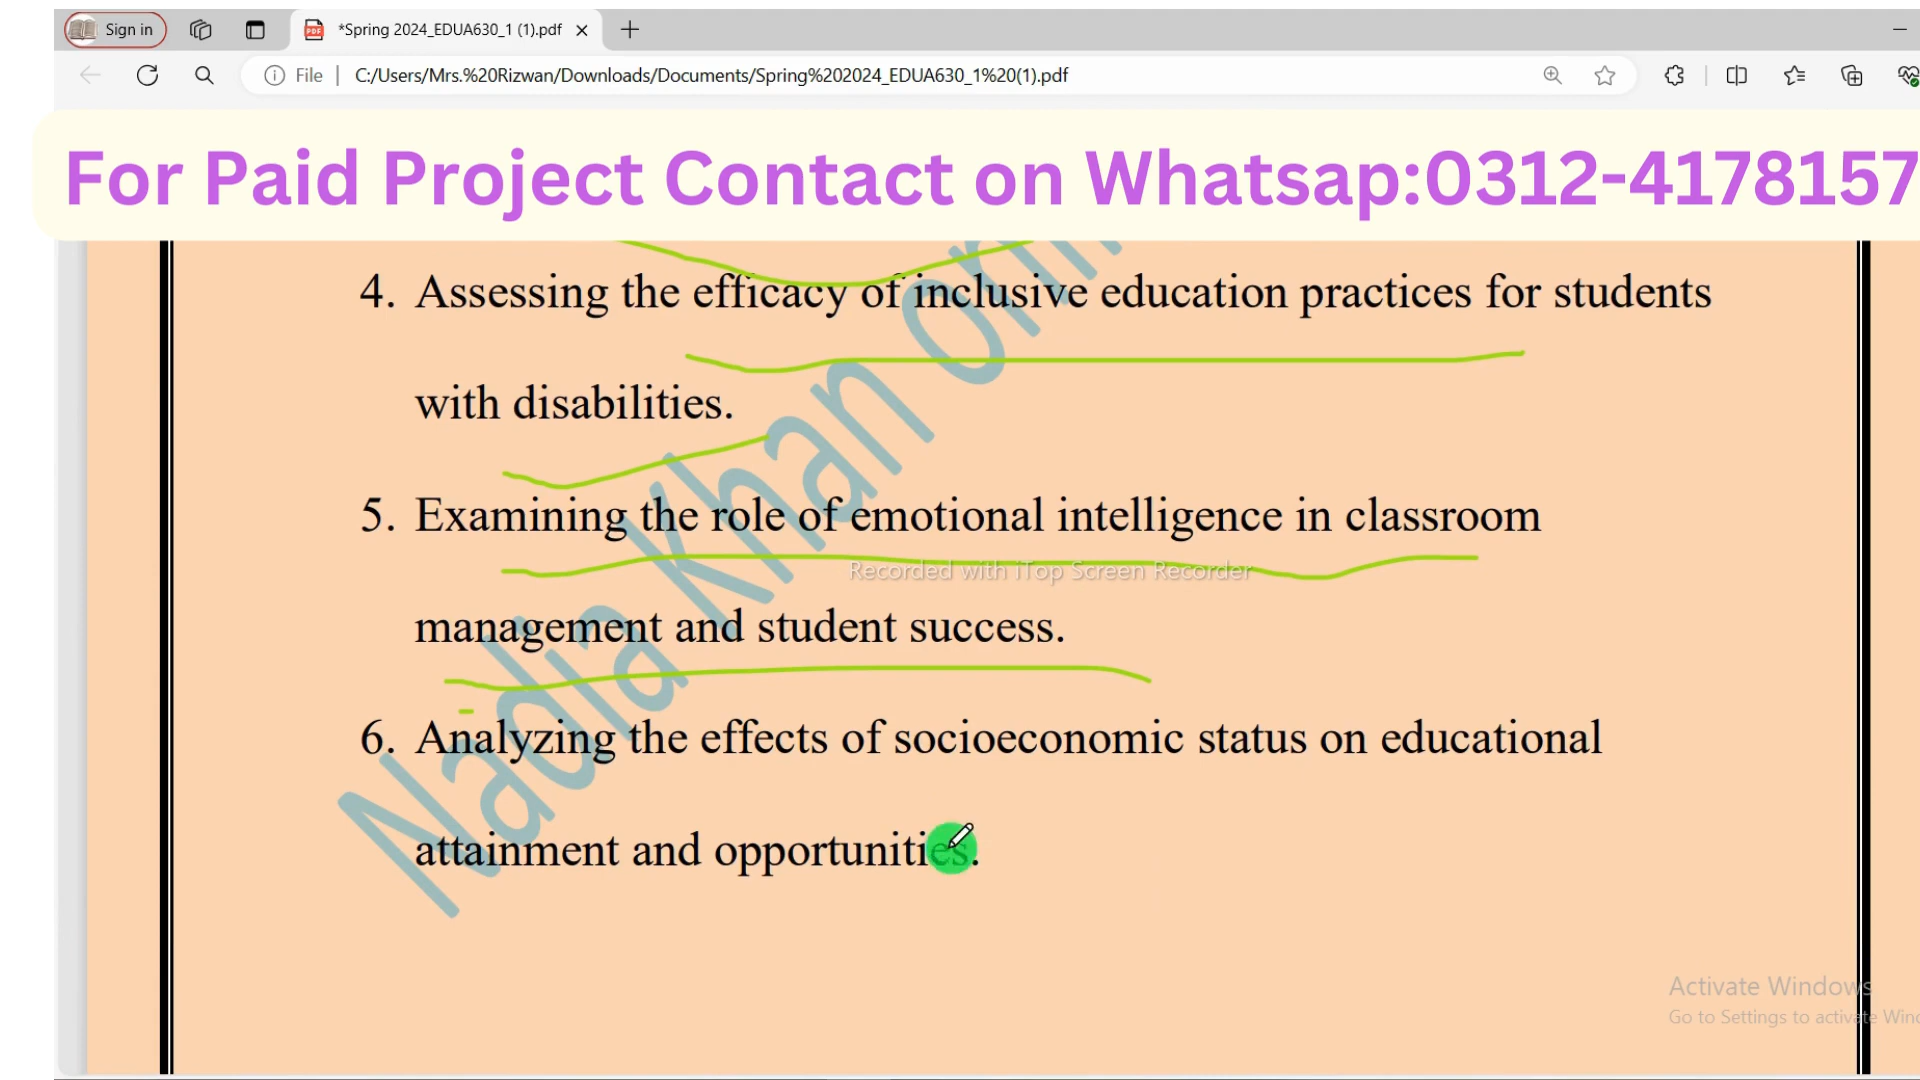 Sign in
*Spring 2024_EDUA630_1 (1).pdf
File | C:/Users/Mrs.%20Rizwan/Downloads/Documents/Spring%202024_EDUA630_1%20(1).pdf
For Paid Project Contact on Whatsap:0312-4178157
4. Assessing the efficacy of inclusive education practices for students
with disabilities.
5. Examining the role of emotional intelligence in classroom
Recorded with iTop Screen Recorder
management and student success.
6. Analyzing the effects of socioeconomic status on educational
attainment and opportunities.
Nadia Khan
Activate Windows
Go to Settings to activate